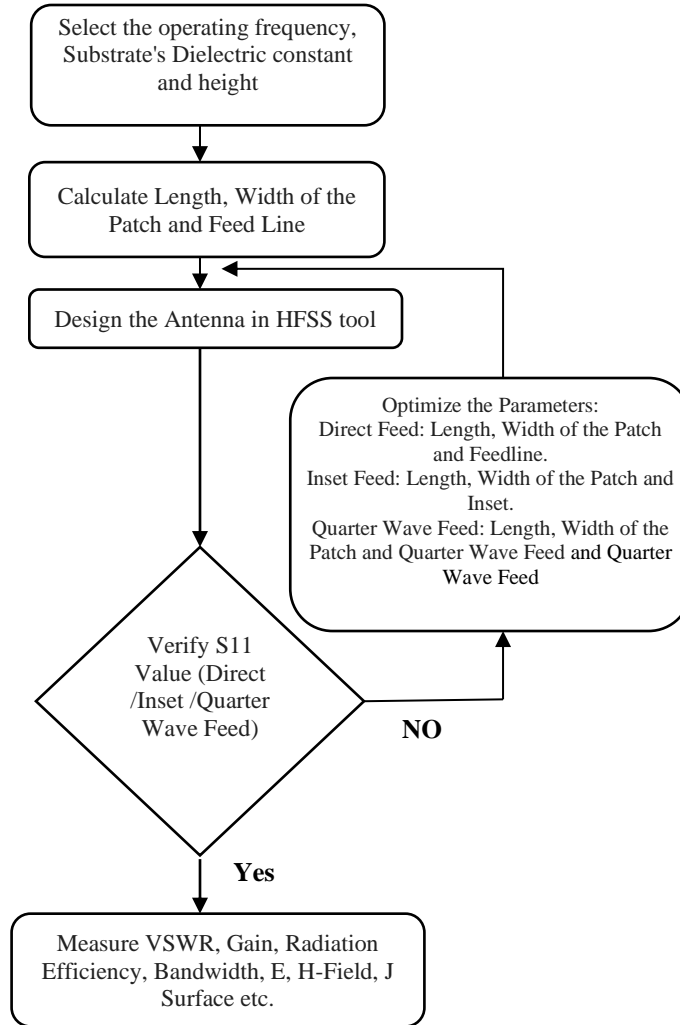 Select the operating frequency,
Substrate's Dielectric constant
and height
Calculate Length, Width of the
Patch and Feed Line
Design the Antenna in HFSS tool
Optimize the Parameters:
Direct Feed: Length, Width of the Patch
and Feedline.
Inset Feed: Length, Width of the Patch and
Inset.
Quarter Wave Feed: Length, Width of the
Patch and Quarter Wave Feed and Quarter
Wave Feed
Verify S11
Value (Direct
/Inset /Quarter
Wave Feed)
NO
Yes
Measure VSWR, Gain, Radiation
Efficiency, Bandwidth, E, H-Field, J
Surface etc.